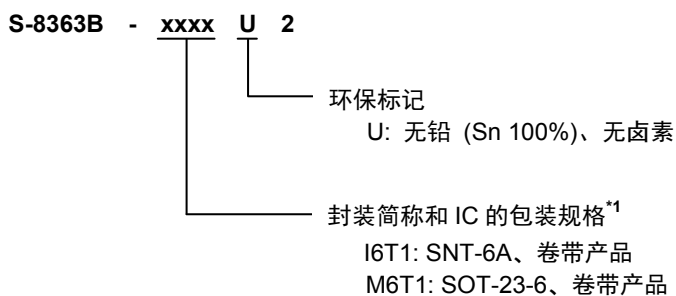 S-8363B - xxxx U 2
环保标记
U: 无铅 (Sn 100%)、无卤素
封装简称和 IC 的包装规格*1
I6T1: SNT-6A、卷带产品
M6T1: SOT-23-6、卷带产品